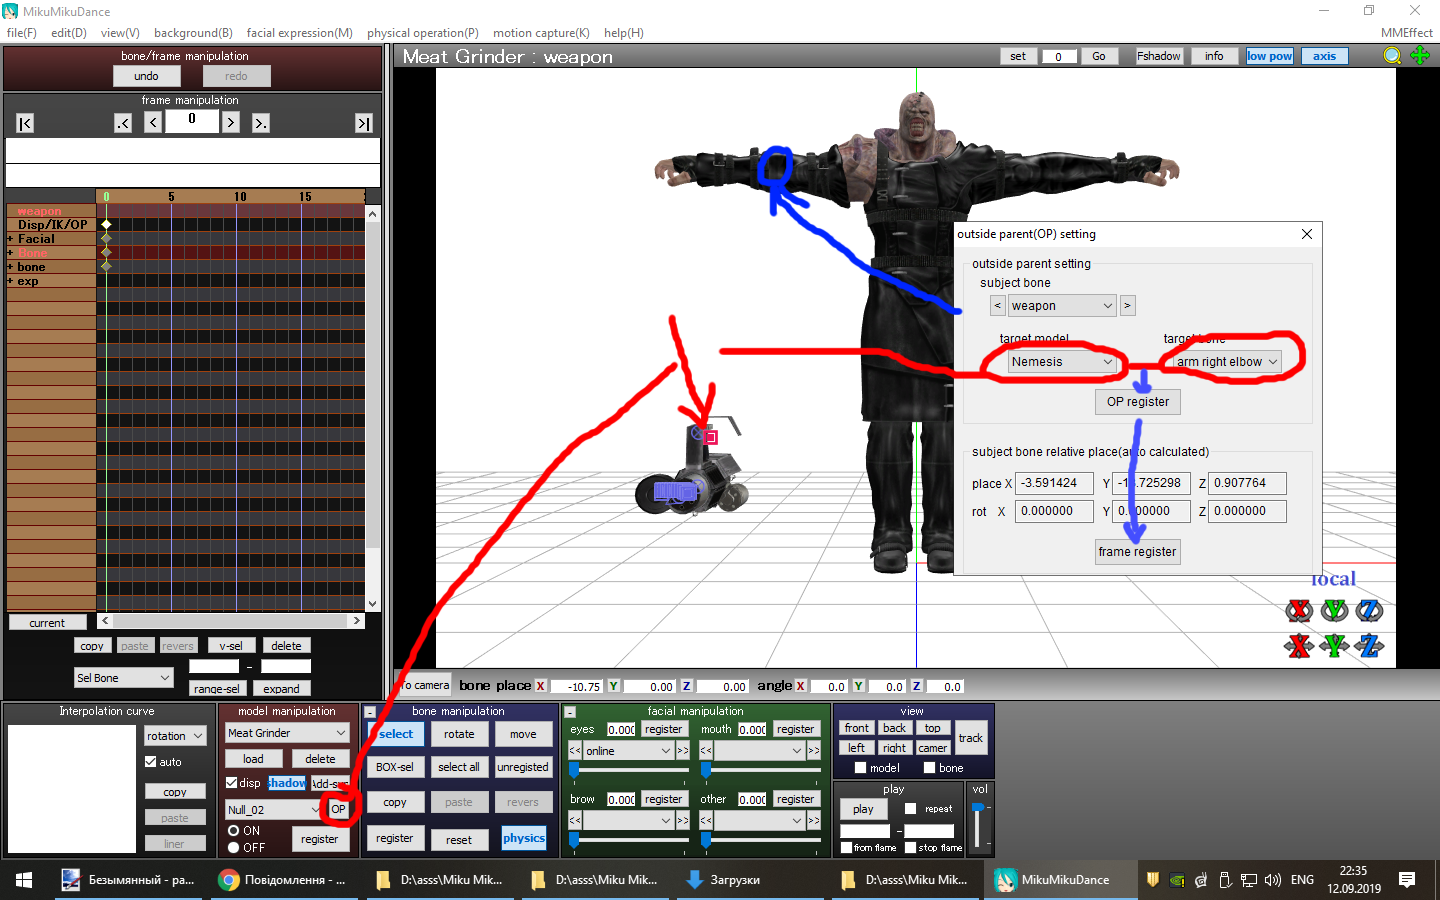 MikuMikuDance
file(F) edit(D) view(V) background(B) facial expression(M) physical operation(P) motion capture(K) help(H) MMEffect
bone/frame manipulation
undo redo
frame manipulation
|< .< < 0 > >. >|
Meat Grinder : weapon
set 0 Go Fshadow info low pow axis
0 5 10 15
weapon
Disp/IK/OP
+ Facial
+ Bone
+ bone
+ exp
current < >
copy paste revers v-sel delete
Sel Bone -
range-sel expand
outside parent(OP) setting
outside parent setting
subject bone
< weapon >
target model target bone
Nemesis arm right elbow
OP register
subject bone relative place(auto calculated)
place X -3.591424 Y Z 0.907764
rot X 0.000000 Y 0.000000 Z 0.000000
frame register
local
X Y Z
X Y Z
To camera bone place X -10.75 Y 0.00 Z 0.00 angle X 0.0 Y 0.0 Z 0.0
Interpolation curve
rotation
auto
copy
paste
liner
model manipulation
Meat Grinder
load delete
disp shadow
Null_02 OP
ON
OFF
register
- bone manipulation
select rotate move
BOX-sel select all unregisted
copy paste revers
register reset physics
- facial manipulation
eyes 0.000 register mouth 0.000 register
<< online >> << >>
brow 0.000 register other 0.000 register
<< >> << >>
view
front back top track
left right camer
model bone
play vol
play repeat
-
from flame stop flame
Безымянный - pa... Повідомлення - ... D:\asss\Miku Mik... D:\asss\Miku Mik... Загрузки D:\asss\Miku Mik... MikuMikuDance ENG 22:35
12.09.2019